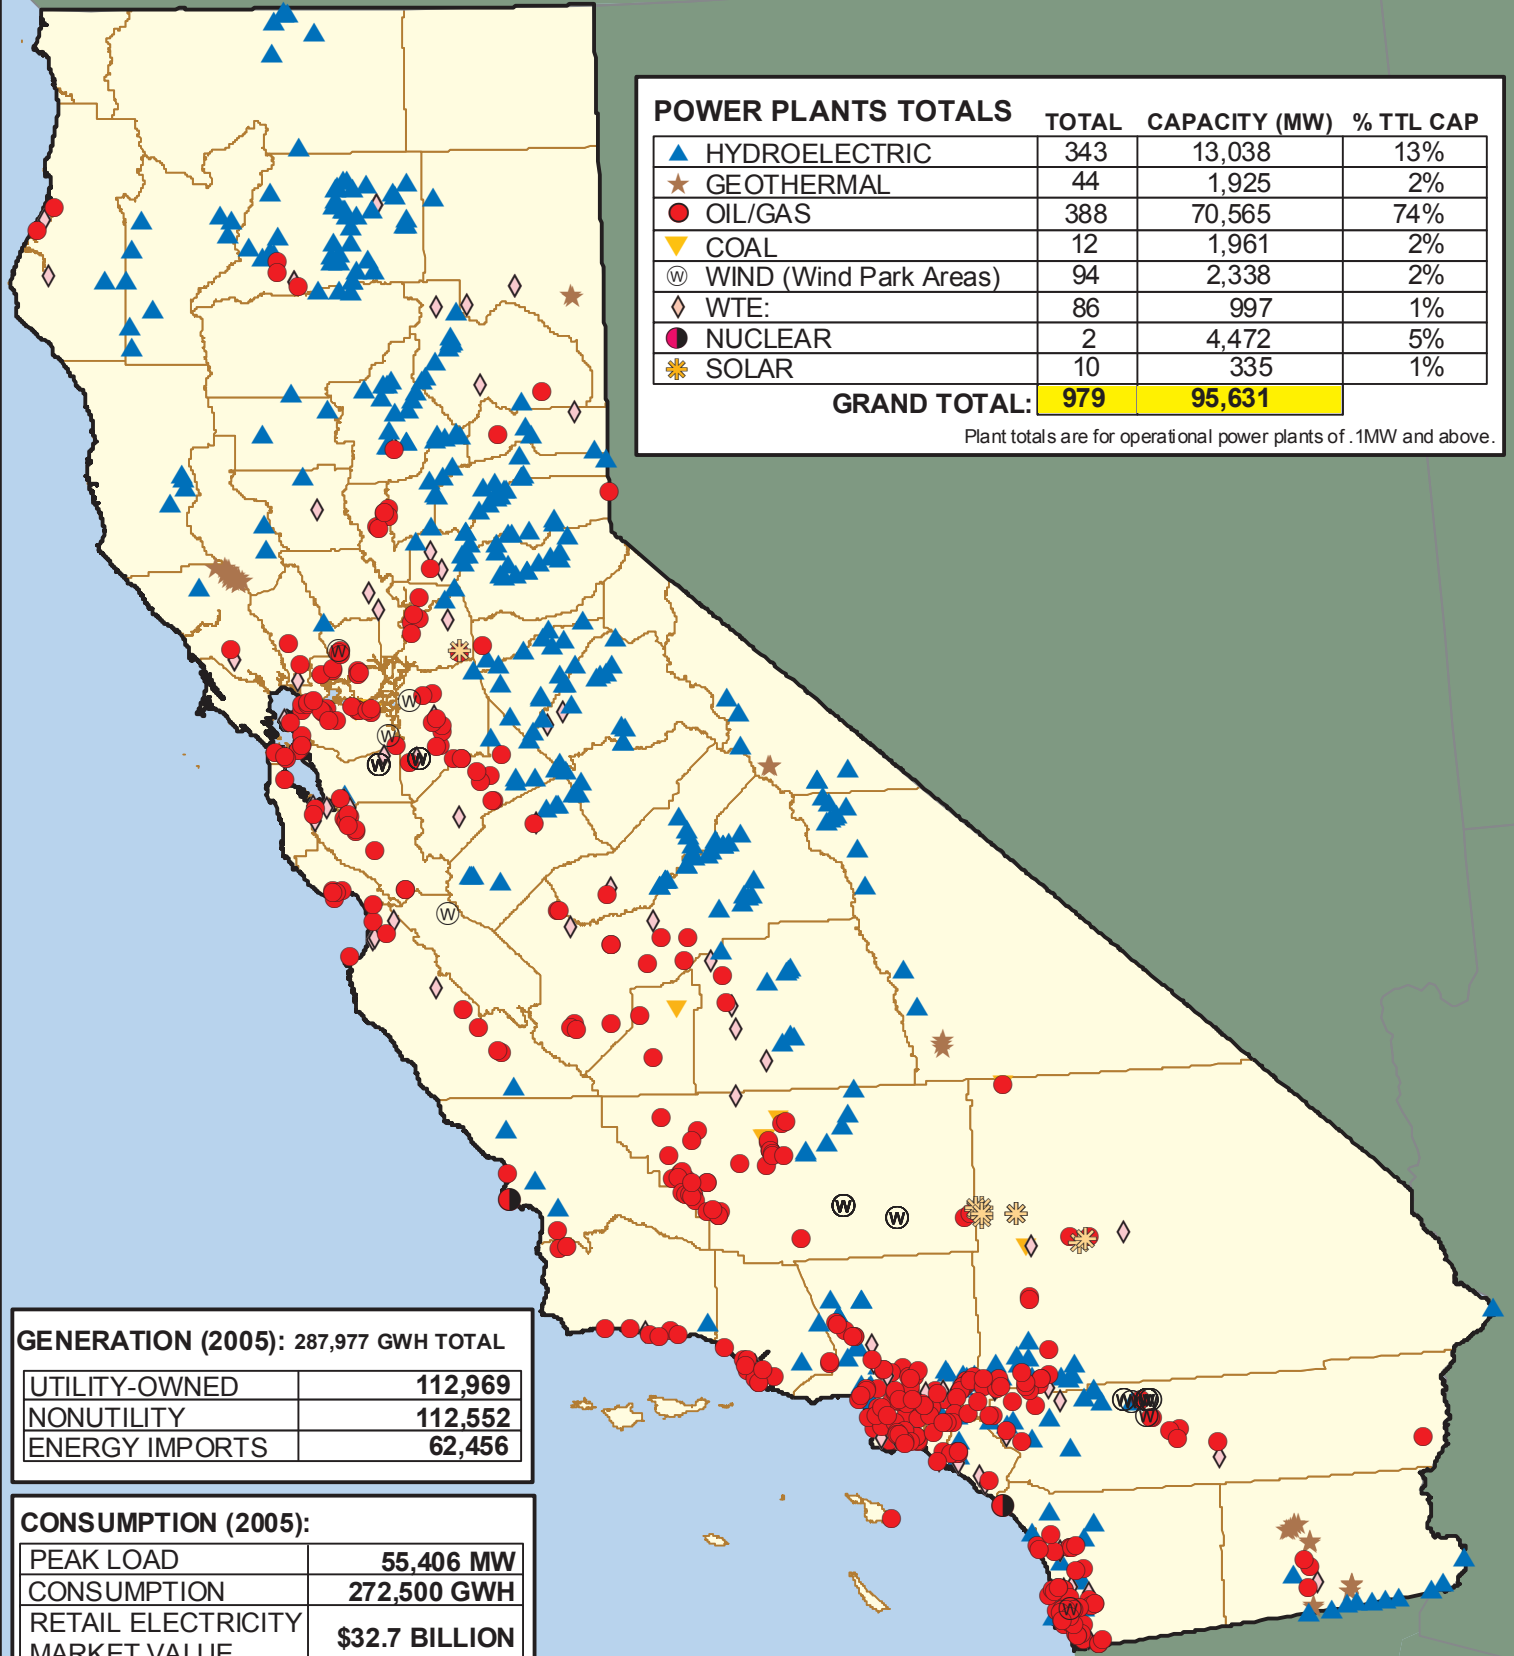 POWER PLANTS TOTALS TOTAL CAPACITY (MW) % TTL CAP
HYDROELECTRIC 343 13,038 13%
GEOTHERMAL 44 1,925 2%
OIL/GAS 388 70,565 74%
COAL 12 1,961 2%
W WIND (Wind Park Areas) 94 2,338 2%
WTE: 86 997 1%
NUCLEAR 2 4,472 5%
SOLAR 10 335 1%
GRAND TOTAL: 979 95,631
Plant totals are for operational power plants of .1MW and above.
W
W
W
W
W
W
W
W
W W W
W
W
GENERATION (2005): 287,977 GWH TOTAL
UTILITY-OWNED 112,969
NONUTILITY 112,552
ENERGY IMPORTS 62,456
CONSUMPTION (2005):
PEAK LOAD 55,406 MW
CONSUMPTION 272,500 GWH
RETAIL ELECTRICITY $32.7 BILLION
MARKET VALUE